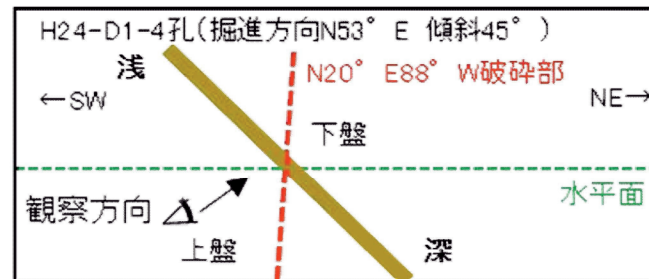 H24-D1-4孔(掘進方向N53°E 傾斜45°)
浅
N20°E88°W破砕部
←SW
NE→
下盤
水平面
観察方向
上盤
深